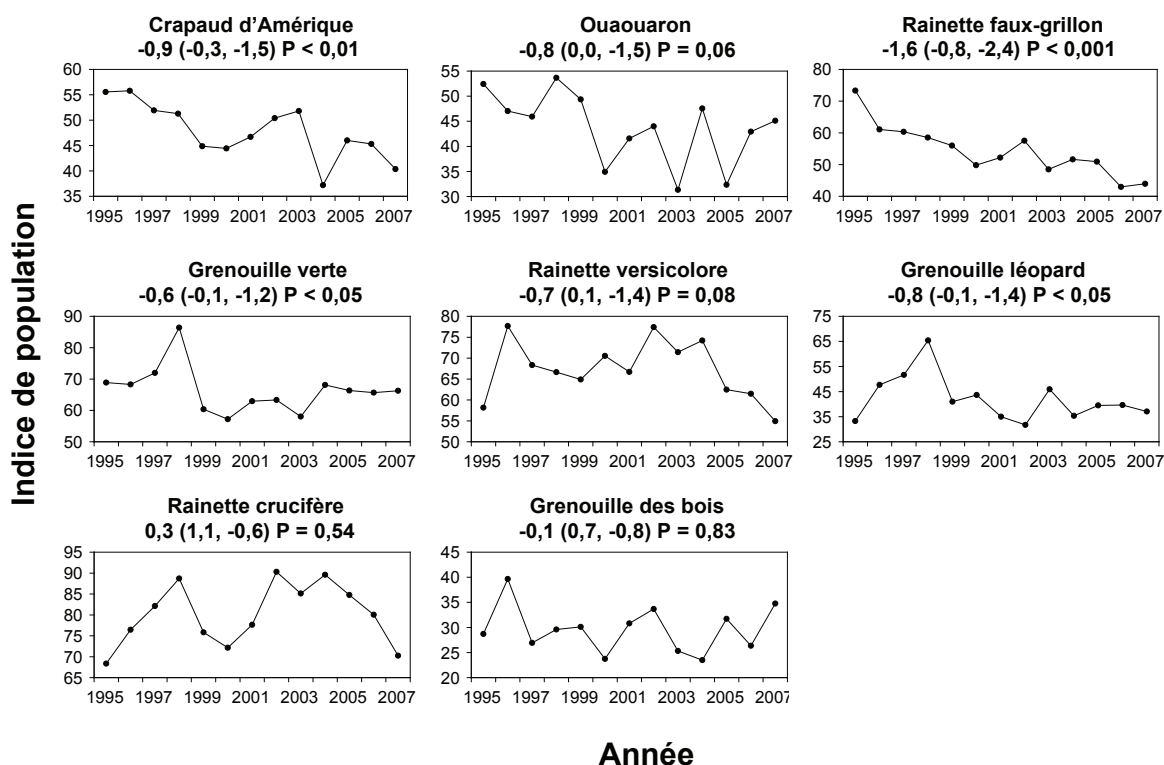 Crapaud d'Amérique
-0,9 (-0,3, -1,5) P < 0,01
60
55
50
45
40
35
1995 1997 1999 2001 2003 2005 2007
Ouaouaron
-0,8 (0,0, -1,5) P = 0,06
55
50
45
40
35
30
1995 1997 1999 2001 2003 2005 2007
Rainette faux-grillon
-1,6 (-0,8, -2,4) P < 0,001
80
70
60
50
40
1995 1997 1999 2001 2003 2005 2007
Indice de population
Grenouille verte
-0,6 (-0,1, -1,2) P < 0,05
90
80
70
60
50
1995 1997 1999 2001 2003 2005 2007
Rainette versicolore
-0,7 (0,1, -1,4) P = 0,08
80
75
70
65
60
55
50
1995 1997 1999 2001 2003 2005 2007
Grenouille léopard
-0,8 (-0,1, -1,4) P < 0,05
75
65
55
45
35
25
1995 1997 1999 2001 2003 2005 2007
Rainette crucifère
0,3 (1,1, -0,6) P = 0,54
95
90
85
80
75
70
65
1995 1997 1999 2001 2003 2005 2007
Grenouille des bois
-0,1 (0,7, -0,8) P = 0,83
45
40
35
30
25
20
1995 1997 1999 2001 2003 2005 2007
Année